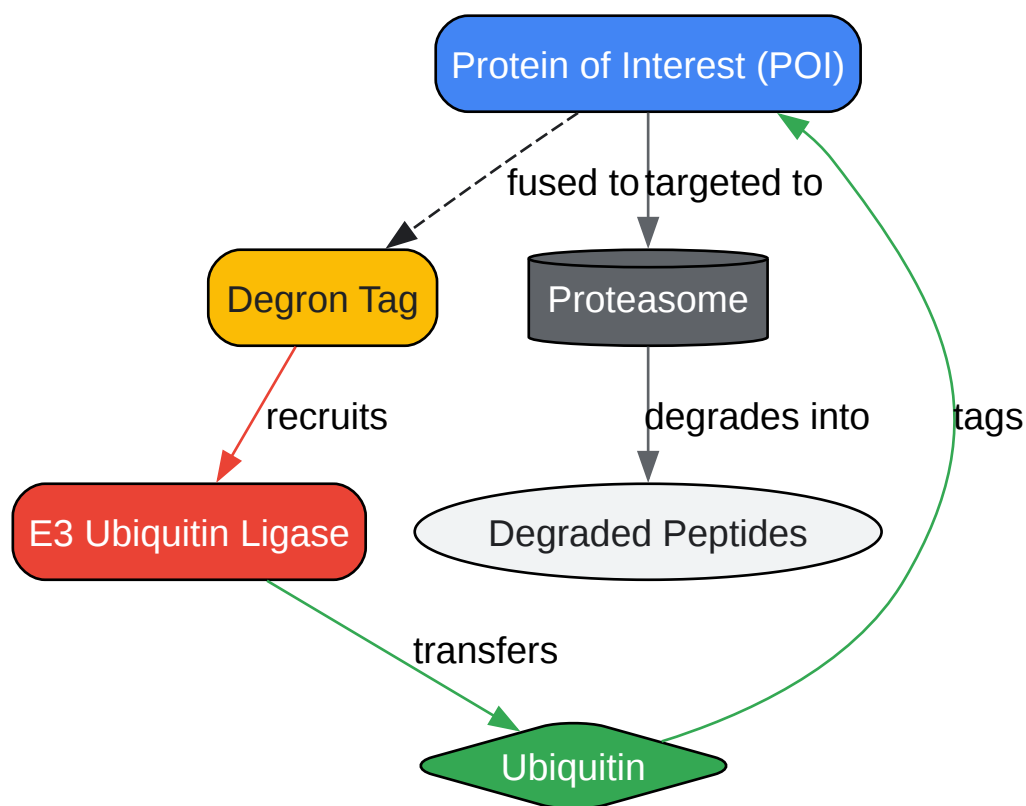 Protein of Interest (POI)
fused to
targeted to
Degron Tag
Proteasome
recruits
degrades into
tags
E3 Ubiquitin Ligase
Degraded Peptides
transfers
Ubiquitin